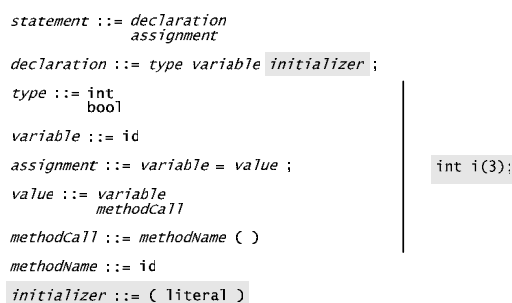 statement ::= declaration
assignment
declaration ::= type variable initializer ;
type ::= int
bool
variable ::= id
assignment ::= variable = value ;
value ::= variable
methodCall
methodCall ::= methodName ( )
methodName ::= id
initializer ::= ( literal )
int i(3);